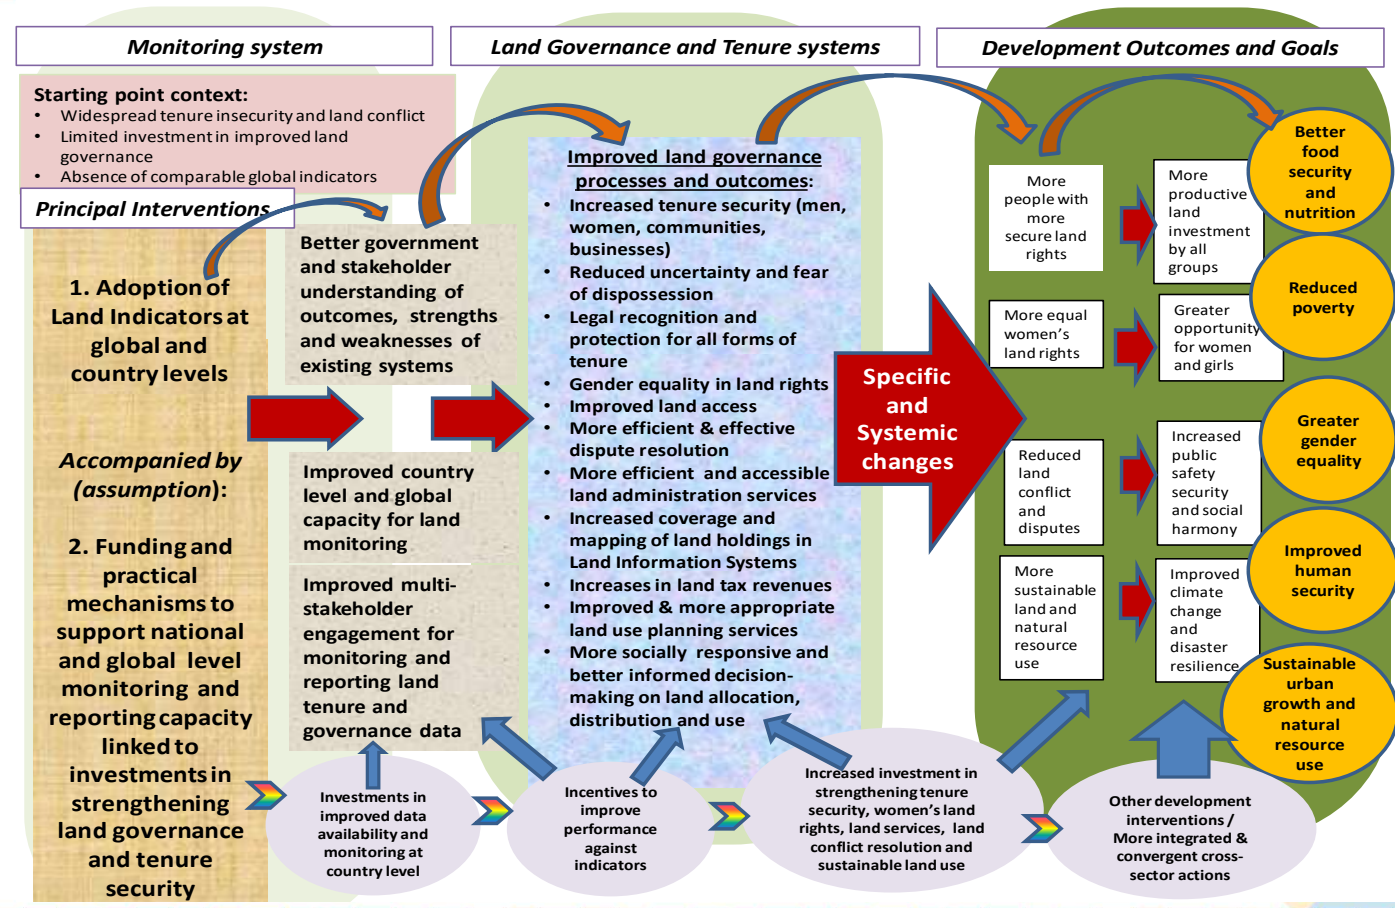 Monitoring system
Land Governance and Tenure systems
Development Outcomes and Goals
Starting point context:
• Widespread tenure insecurity and land conflict
• Limited investment in improved land
governance
• Absence of comparable global indicators
Principal Interventions
1. Adoption of
Land Indicators at
global and
country levels
Accompanied by
(assumption):
2. Funding and
practical
mechanisms to
support national
and global level
monitoring and
reporting capacity
linked to
investments in
strengthening
land governance
and tenure
security
Better government
and stakeholder
understanding of
outcomes, strengths
and weaknesses of
existing systems
Improved country
level and global
capacity for land
monitoring
Improved multi-
stakeholder
engagement for
monitoring and
reporting land
tenure and
governance data
Improved land governance
processes and outcomes:
• Increased tenure security (men,
women, communities,
businesses)
• Reduced uncertainty and fear
of dispossession
• Legal recognition and
protection for all forms of
tenure
• Gender equality in land rights
• Improved land access
• More efficient & effective
dispute resolution
• More efficient and accessible
land administration services
• Increased coverage and
mapping of land holdings in
Land Information Systems
• Increases in land tax revenues
• Improved & more appropriate
land use planning services
• More socially responsive and
better informed decision-
making on land allocation,
distribution and use
Specific
and
Systemic
changes
More
people with
more
secure land
rights
More
productive
land
investment
by all
groups
More equal
women's
land rights
Greater
opportunity
for women
and girls
Reduced
land
conflict
and
disputes
Increased
public
safety
security
and social
harmony
More
sustainable
land and
natural
resource
use
Improved
climate
change
and
disaster
resilience
Better
food
security
and
nutrition
Reduced
poverty
Greater
gender
equality
Improved
human
security
Sustainable
urban
growth and
natural
resource
use
Investments in
improved data
availability and
monitoring at
country level
Incentives to
improve
performance
against
indicators
Increased investment in
strengthening tenure
security, women's land
rights, land services, land
conflict resolution and
sustainable land use
Other development
interventions /
More integrated &
convergent cross-
sector actions